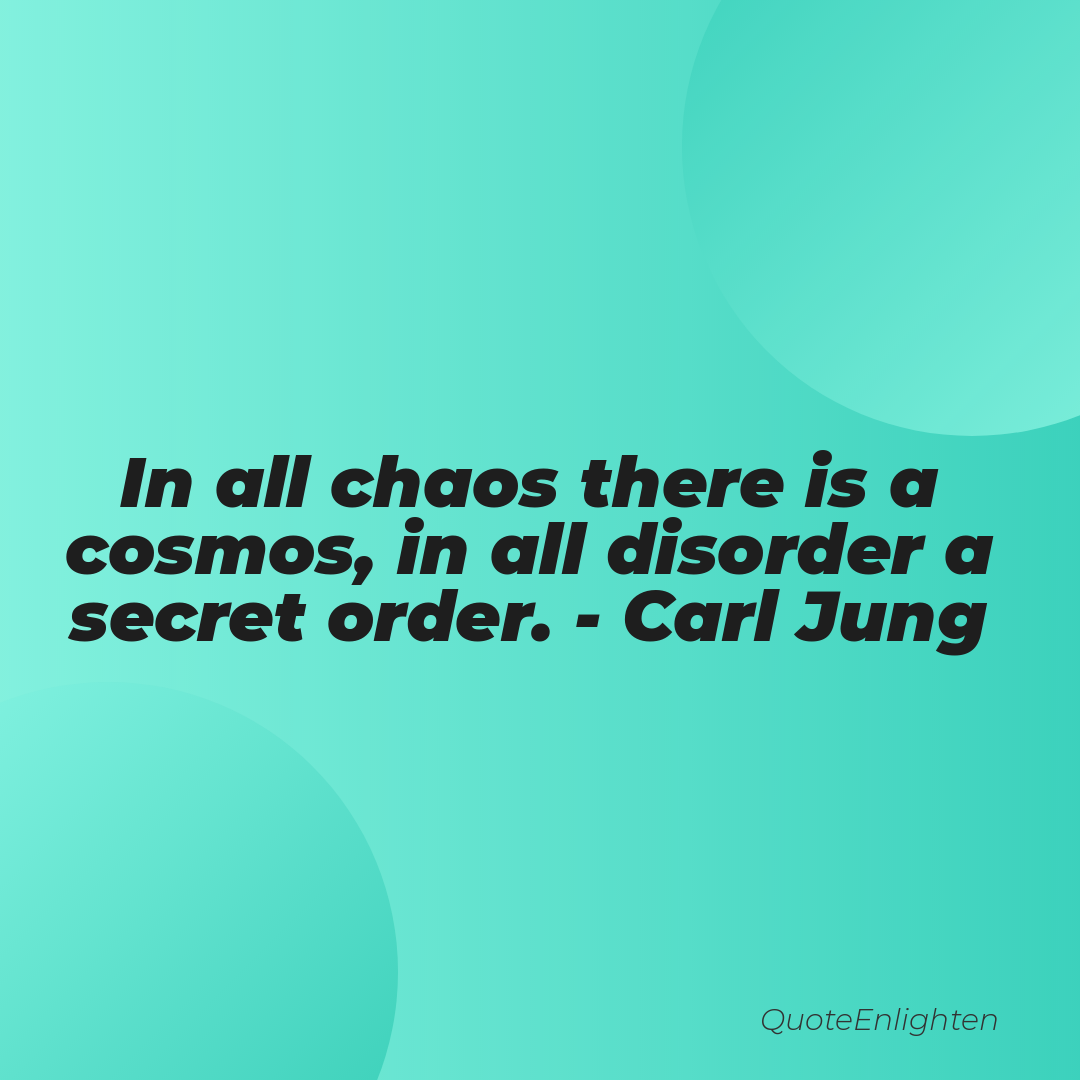 In all chaos there is a
cosmos, in all disorder a
secret order. - Carl Jung
QuoteEnlighten